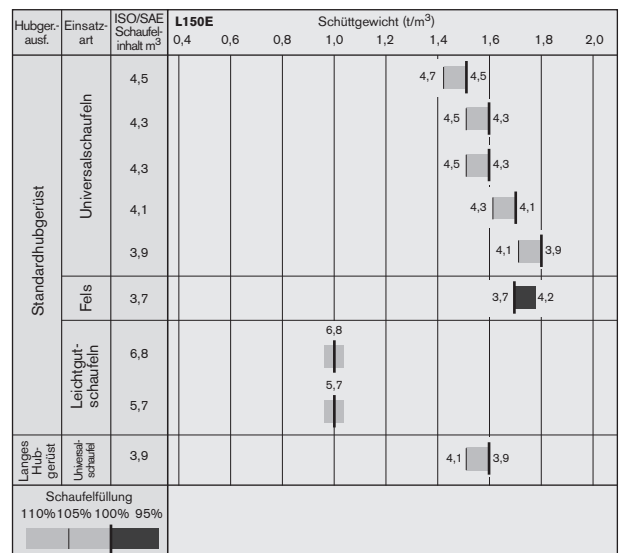 Hubger.-
ausf.
Einsatz-
art
ISO/SAE
Schaufel-
inhalt m³
L150E
Schüttgewicht (t/m³)
0,4 0,6 0,8 1,0 1,2 1,4 1,6 1,8 2,0
Standardhubgerüst
Universalschaufeln
4,5
4,7 4,5
4,3
4,5 4,3
4,3
4,5 4,3
4,1
4,3 4,1
3,9
4,1 3,9
Fels
3,7
3,7 4,2
Leichtgut-
schaufeln
6,8
6,8
5,7
5,7
Langes
Hub-
gerüst
Universal-
schaufel
3,9
4,1 3,9
Schaufelfüllung
110% 105% 100% 95%